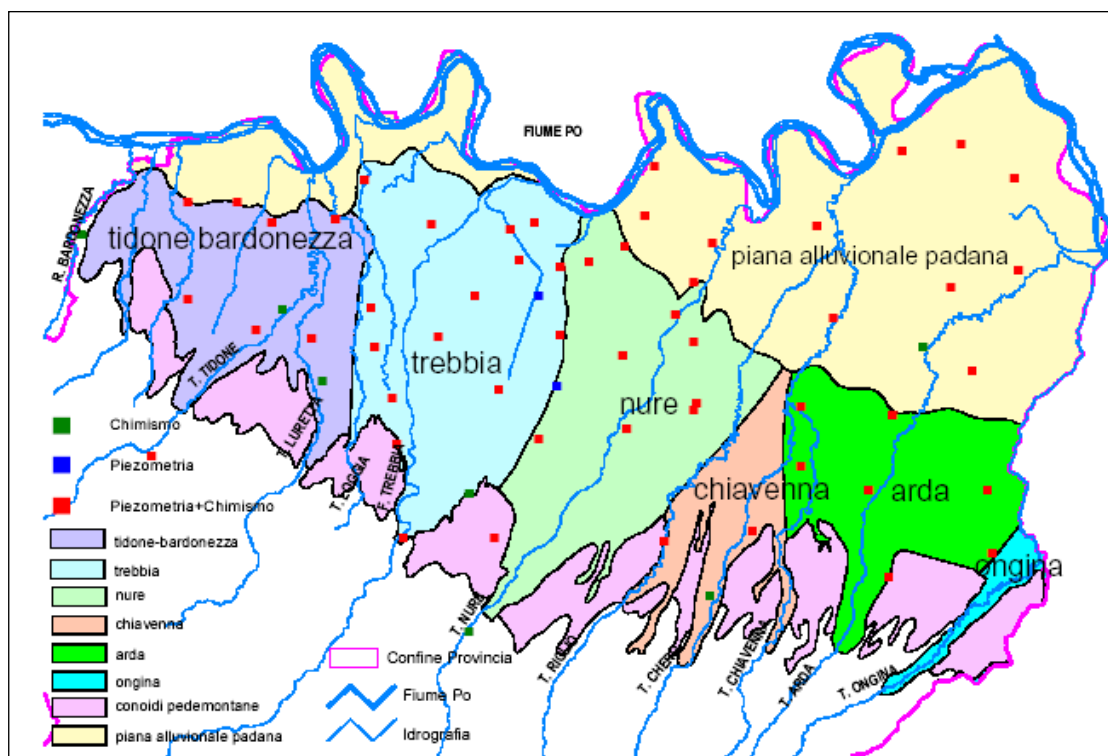 FIUME PO
R. BARDONEZZA
tidone bardonezza
piana alluvionale padana
T. TIDONE
trebbia
nure
T. LURETZA
T. LOGGIA
F. TREBBIA
chiavenna
arda
ongina
T. NURE
T. RIGLIO
T. CHERO
T. CHIAVENNA
T. ARDA
T. ONGINA
Chimismo
Piezometria
Piezometria+Chimismo
tidone-bardonezza
trebbia
nure
chiavenna
arda
ongina
conoidi pedemontane
piana alluvionale padana
Confine Provincia
Fiume Po
Idrografia